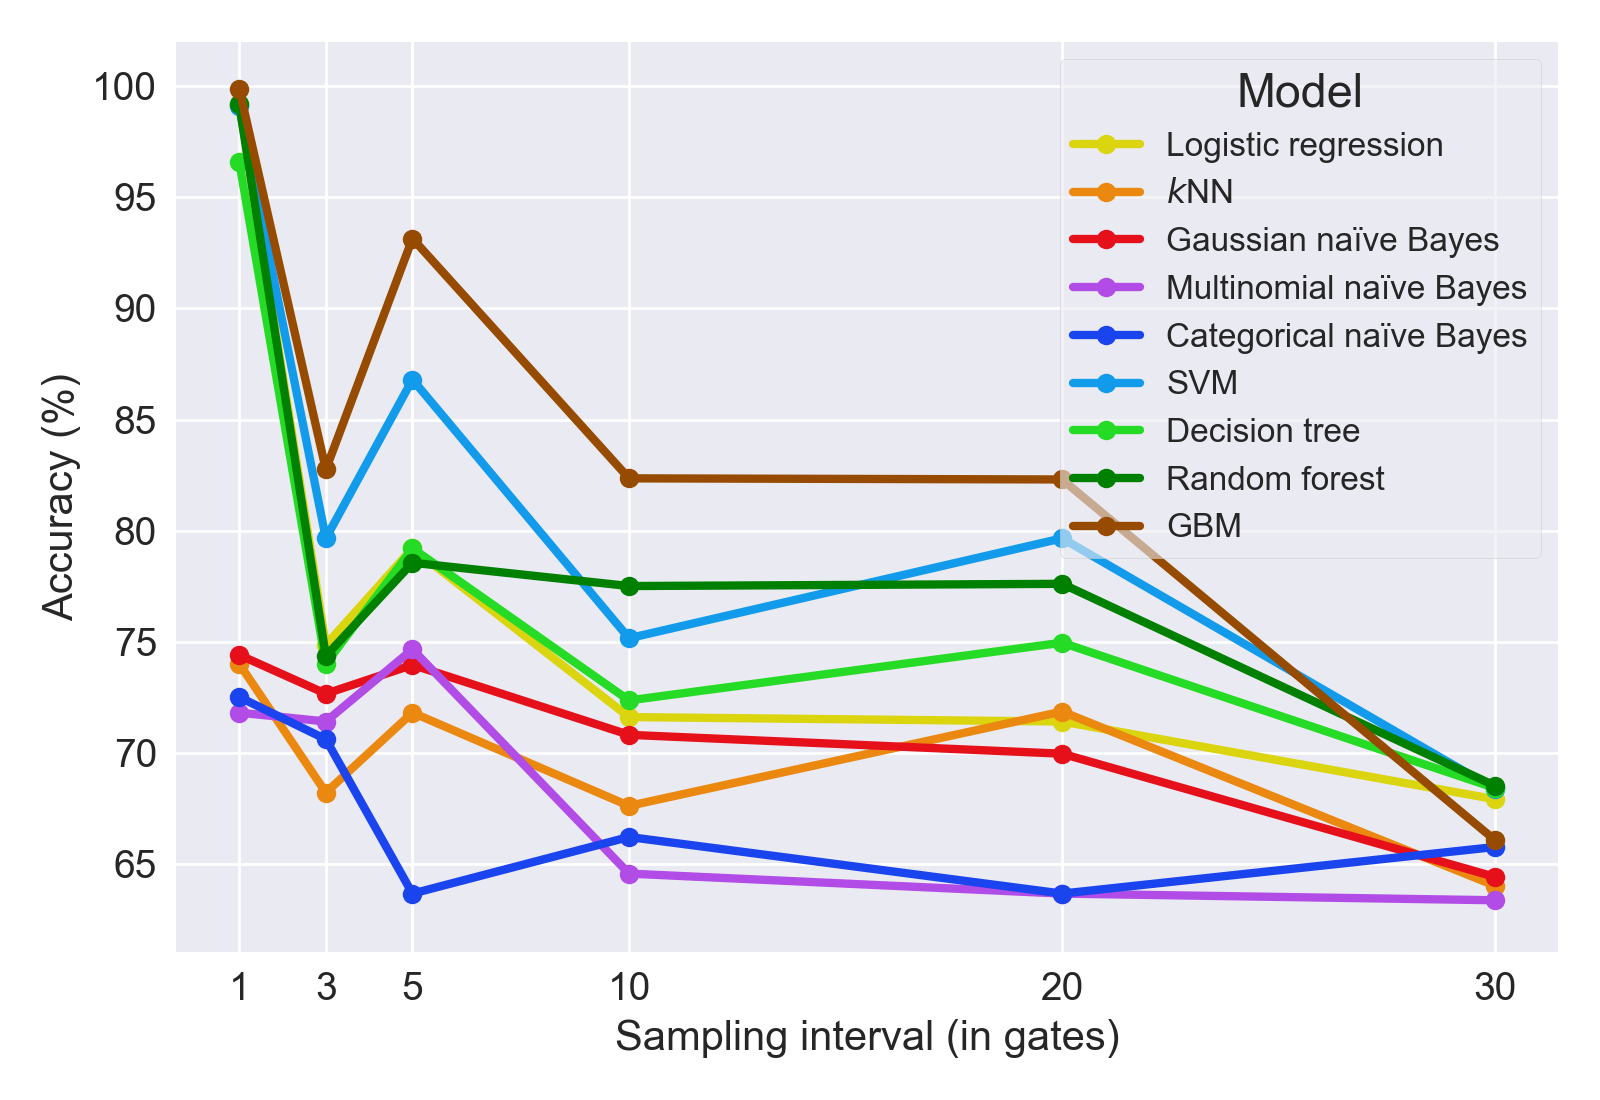 100
95
90
85
80
75
70
65
Accuracy (%)
1 3 5 10 20 30
Sampling interval (in gates)
Model
Logistic regression
kNN
Gaussian naïve Bayes
Multinomial naïve Bayes
Categorical naïve Bayes
SVM
Decision tree
Random forest
GBM